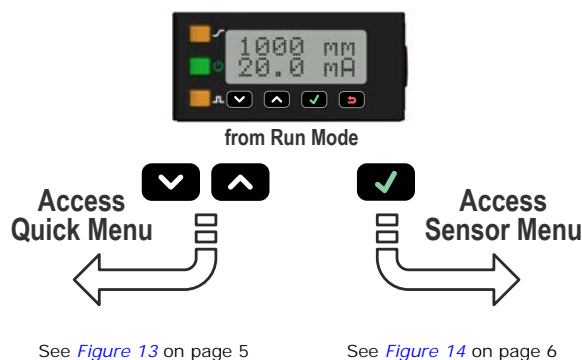 1000 mm
20.0 mA
from Run Mode
Access
Quick Menu
Access
Sensor Menu
See Figure 13 on page 5
See Figure 14 on page 6